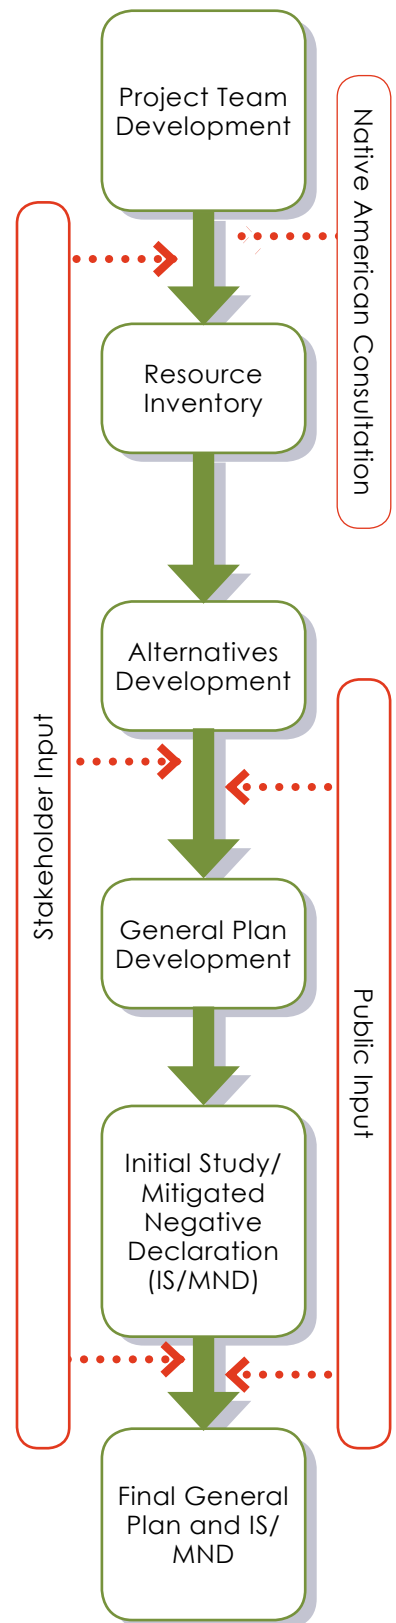 Project Team
Development
Native American Consultation
Resource
Inventory
Alternatives
Development
Stakeholder Input
General Plan
Development
Public Input
Initial Study/
Mitigated
Negative
Declaration
(IS/MND)
Final General
Plan and IS/
MND